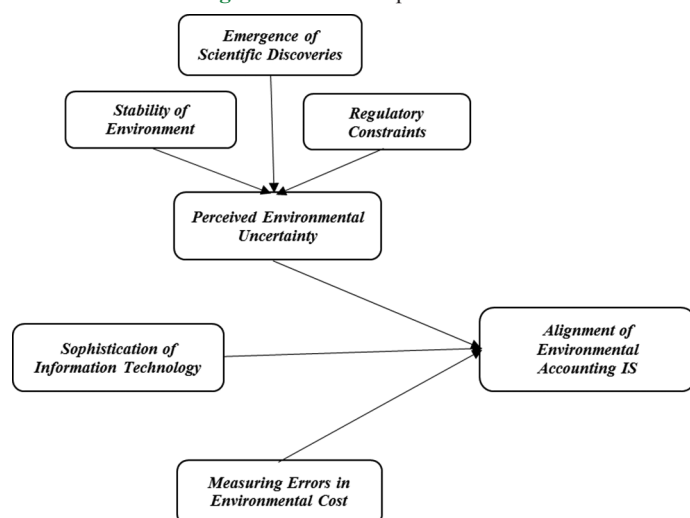 Emergence of
Scientific Discoveries
Stability of
Environment
Regulatory
Constraints
Perceived Environmental
Uncertainty
Sophistication of
Information Technology
Alignment of
Environmental
Accounting IS
Measuring Errors in
Environmental Cost